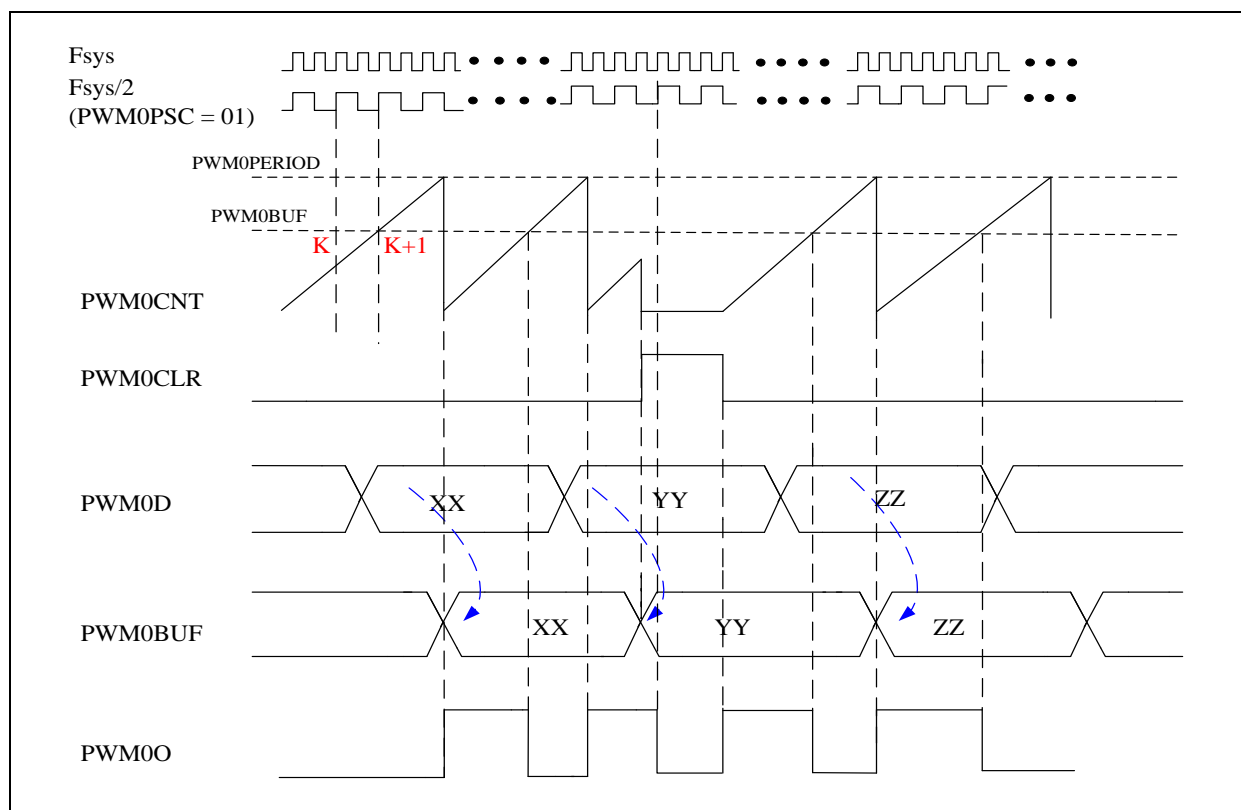 Fsys
Fsys/2
(PWM0PSC = 01)
PWM0PERIOD
PWM0BUF
K K+1
PWM0CNT
PWM0CLR
PWM0D XX YY ZZ
PWM0BUF XX YY ZZ
PWM0O